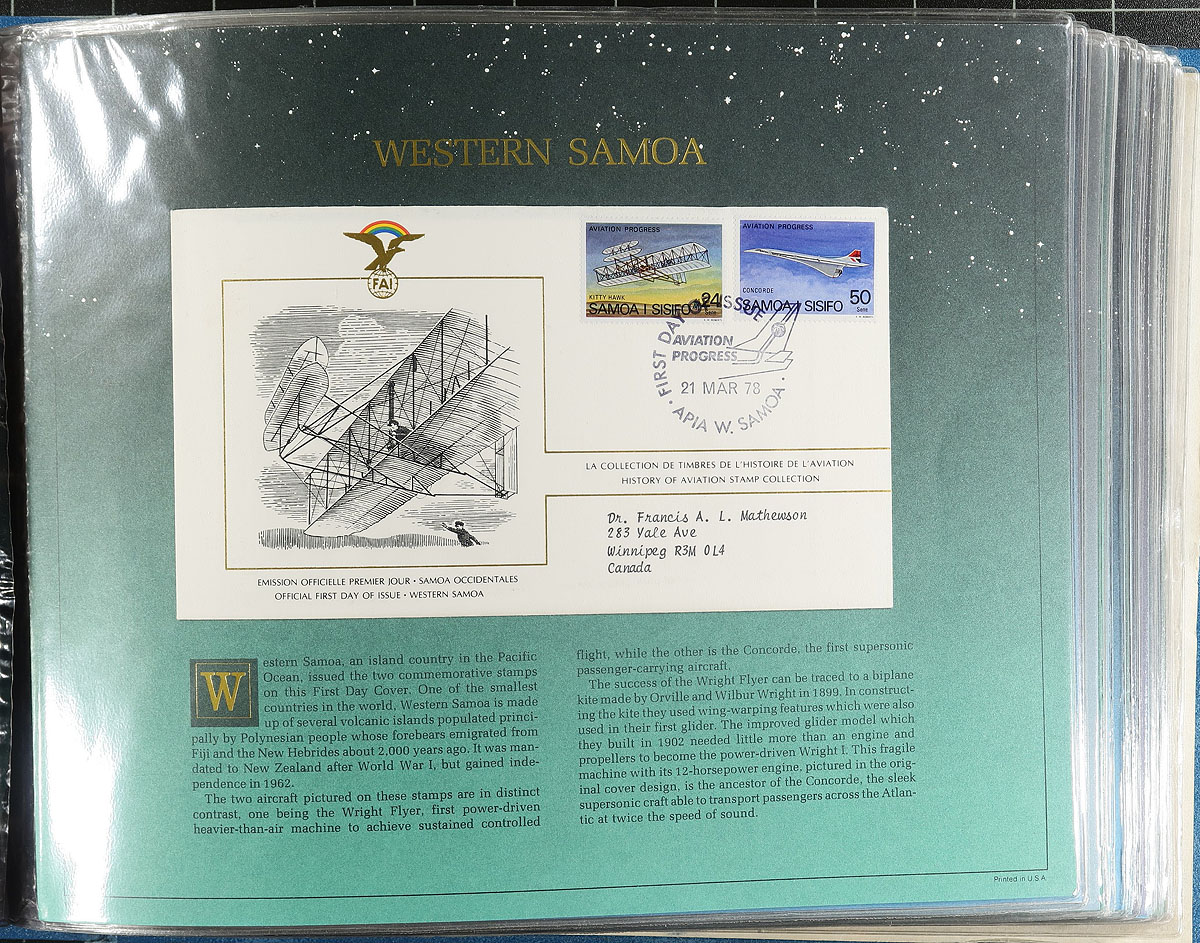 WESTERN SAMOA
FAI
AVIATION PROGRESS
KITTY HAWK
24
SAMOA I SISIFO
Sene
AVIATION PROGRESS
CONCORDE
50
SAMOA I SISIFO
Sene
FIRST DAY OF ISSUE
AVIATION
PROGRESS
21 MAR 78
· APIA W. SAMOA ·
LA COLLECTION DE TIMBRES DE L'HISTOIRE DE L'AVIATION
HISTORY OF AVIATION STAMP COLLECTION
Dr. Francis A. L. Mathewson
283 Yale Ave
Winnipeg R3M 0L4
Canada
EMISSION OFFICIELLE PREMIER JOUR · SAMOA OCCIDENTALES
OFFICIAL FIRST DAY OF ISSUE · WESTERN SAMOA
Western Samoa, an island country in the Pacific
Ocean, issued the two commemorative stamps
on this First Day Cover. One of the smallest
countries in the world, Western Samoa is made
up of several volcanic islands populated princi-
pally by Polynesian people whose forebears emigrated from
Fiji and the New Hebrides about 2,000 years ago. It was man-
dated to New Zealand after World War I, but gained inde-
pendence in 1962.
The two aircraft pictured on these stamps are in distinct
contrast, one being the Wright Flyer, first power-driven
heavier-than-air machine to achieve sustained controlled
flight, while the other is the Concorde, the first supersonic
passenger-carrying aircraft.
The success of the Wright Flyer can be traced to a biplane
kite made by Orville and Wilbur Wright in 1899. In construct-
ing the kite they used wing-warping features which were also
used in their first glider. The improved glider model which
they built in 1902 needed little more than an engine and
propellers to become the power-driven Wright I. This fragile
machine with its 12-horsepower engine, pictured in the orig-
inal cover design, is the ancestor of the Concorde, the sleek
supersonic craft able to transport passengers across the Atlan-
tic at twice the speed of sound.
Printed in U.S.A.